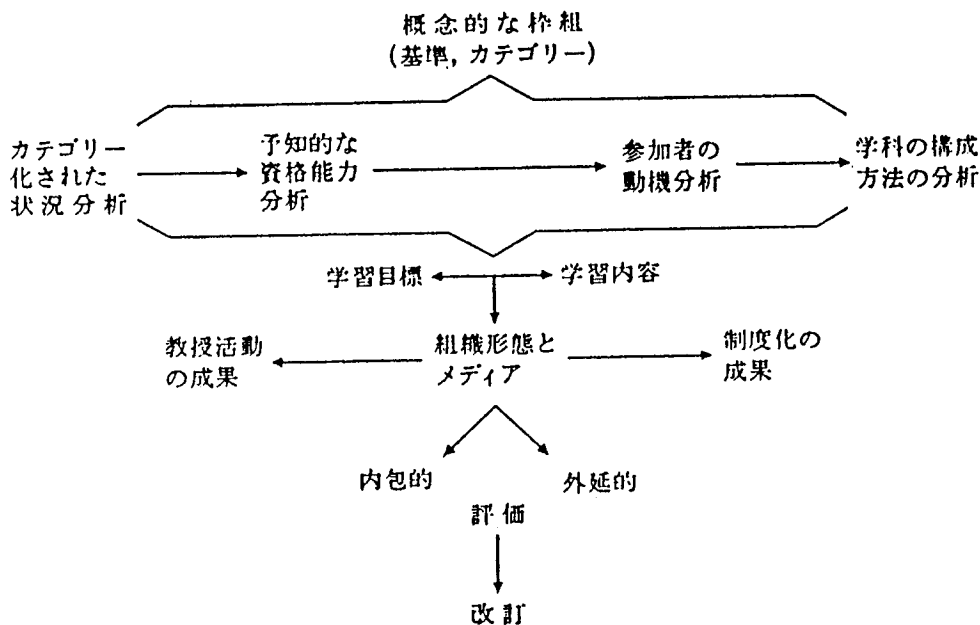 概念的な枠組
(基準, カテゴリー)
カテゴリー
化された
状況分析
予知的な
資格能力
分析
参加者の
動機分析
学科の構成
方法の分析
学習目標
学習内容
教授活動
の成果
組織形態と
メディア
制度化の
成果
内包的
外延的
評価
改訂